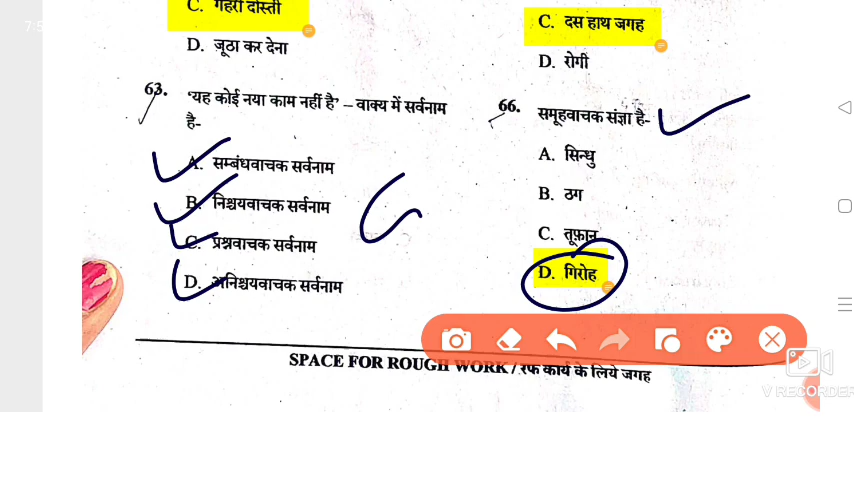 C. गहरी दोस्ती
D. जूठा कर देना
63.
'यह कोई नया काम नहीं है' – वाक्य में सर्वनाम
है-
A. सम्बंधवाचक सर्वनाम
B. निश्चयवाचक सर्वनाम
C. प्रश्नवाचक सर्वनाम
D. अनिश्चयवाचक सर्वनाम
C. दस हाथ जगह
D. रोगी
66.
समूहवाचक संज्ञा है-
A. सिन्धु
B. ठग
C. तूफ़ान
D. गिरोह
SPACE FOR ROUGH WORK / रफ कार्य के लिये जगह
V RECORDER